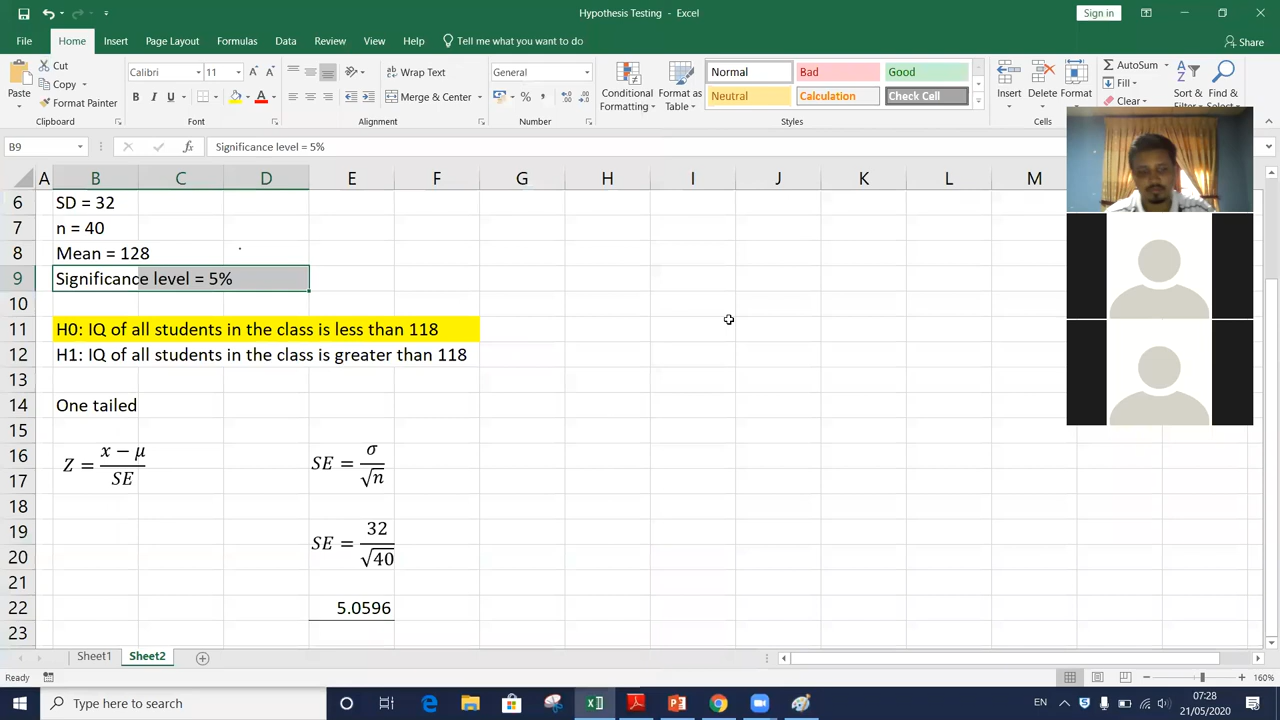 Hypothesis Testing - Excel
Sign in
File Home Insert Page Layout Formulas Data Review View Help Tell me what you want to do Share
Paste
Cut
Copy
Format Painter
Clipboard
Calibri 11
B I U
Font
Wrap Text
Merge & Center
Alignment
General
% ,
Number
Conditional Formatting
Format as Table
Normal Bad Good
Neutral Calculation Check Cell
Styles
Insert Delete Format
Cells
AutoSum
Fill
Clear
Sort &
Find &
B9 fx Significance level = 5%
A B C D E F G H I J K L M
6 SD = 32
7 n = 40
8 Mean = 128
9 Significance level = 5%
10
11 H0: IQ of all students in the class is less than 118
12 H1: IQ of all students in the class is greater than 118
13
14 One tailed
15
16
17
Z = (x − μ)/SE SE = σ/√n
18
19
20
SE = 32/√40
21
22 5.0596
23
Sheet1 Sheet2
Ready 160%
Type here to search
EN
07:28
21/05/2020